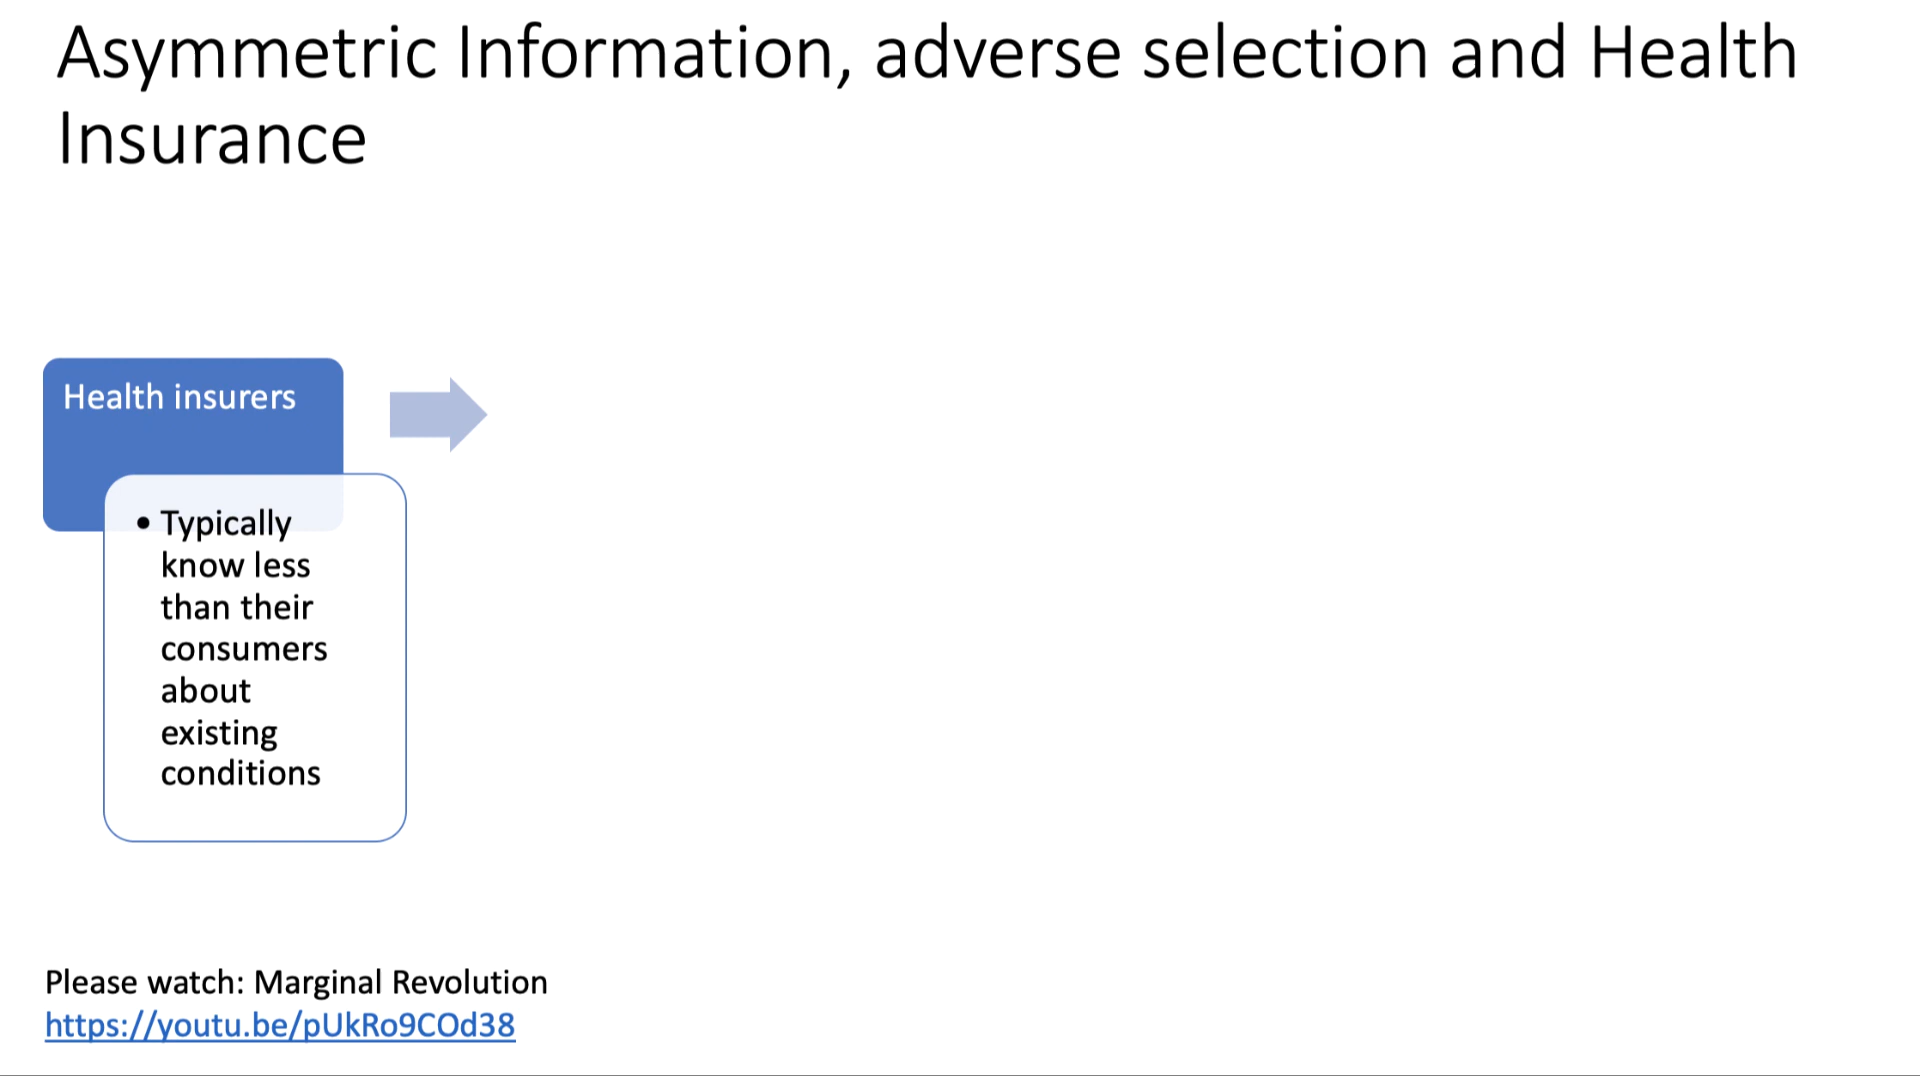 Asymmetric Information, adverse selection and Health
Insurance
Health insurers
• Typically
know less
than their
consumers
about
existing
conditions
Please watch: Marginal Revolution
https://youtu.be/pUkRo9COd38